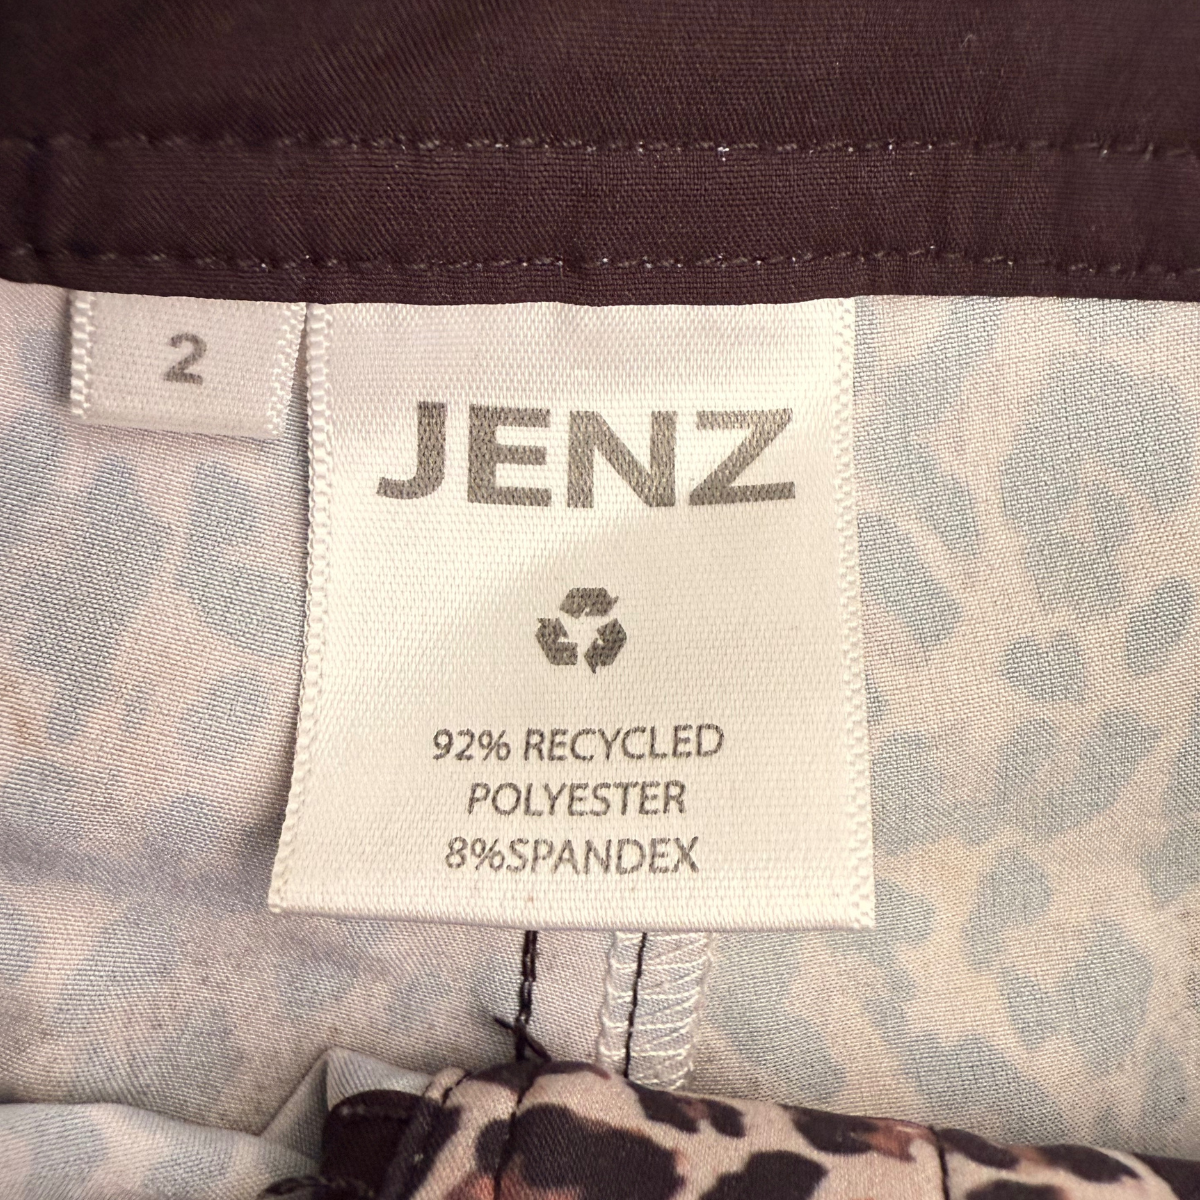 2
JENZ
92% RECYCLED
POLYESTER
8%SPANDEX